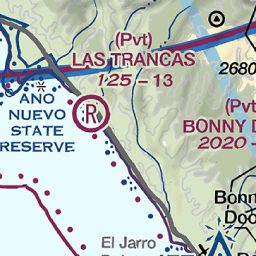 (Pvt)
LAS TRANCAS
125 - 13
2680
AÑO
NUEVO
STATE
RESERVE
R
(Pvt
BONNY D
2020 -
Bonn
Doo
El Jarro